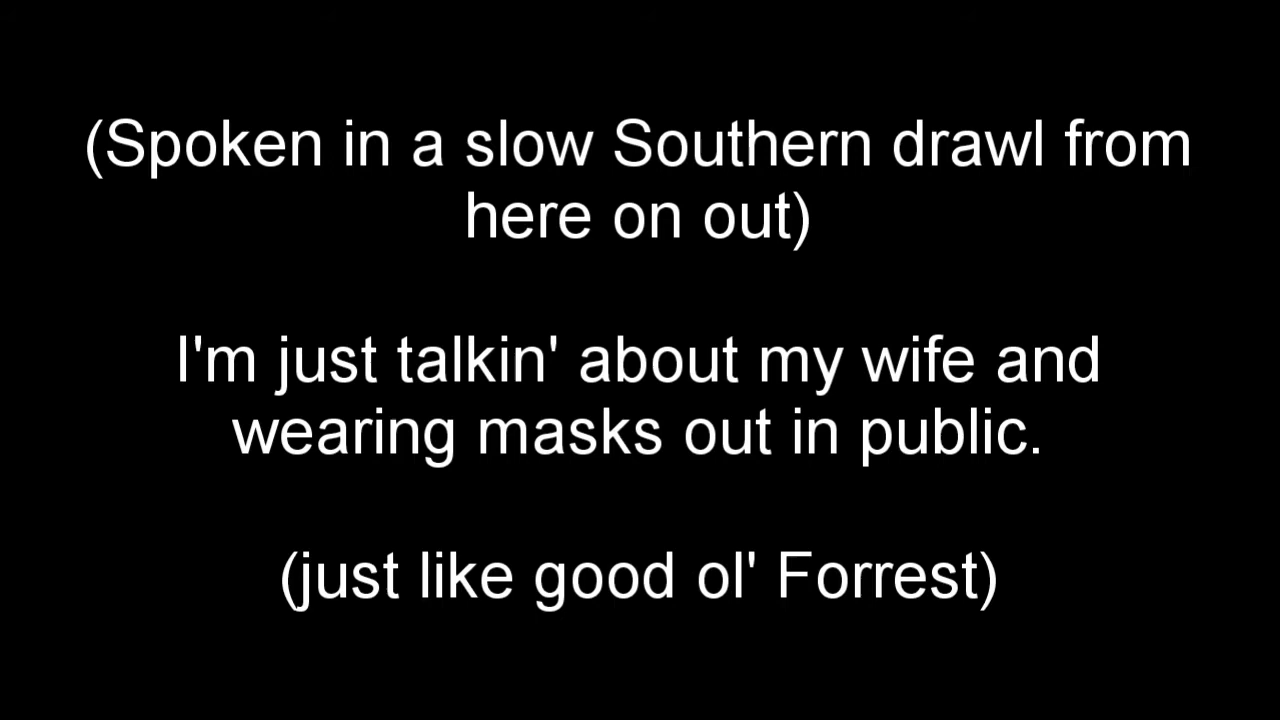 (Spoken in a slow Southern drawl from
here on out)
I'm just talkin' about my wife and
wearing masks out in public.
(just like good ol' Forrest)